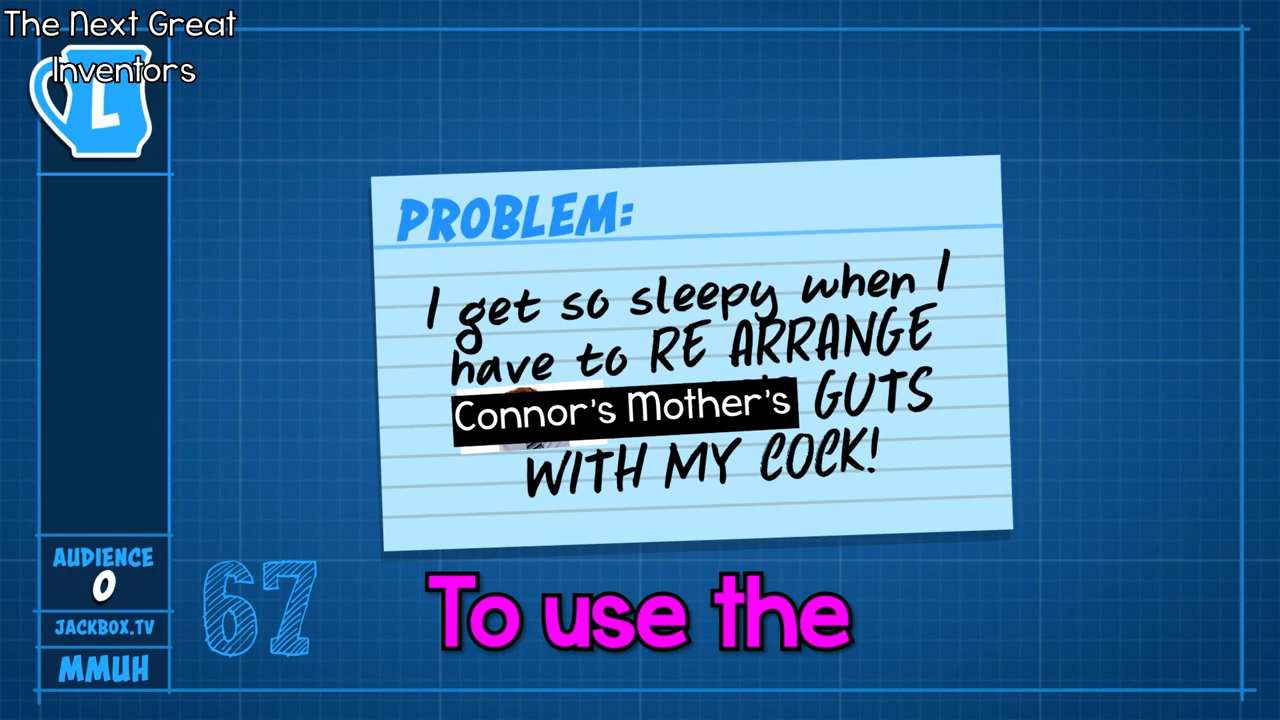 The Next Great
Inventors
L
PROBLEM:
I get so sleepy when I
have to RE ARRANGE
Connor's Mother's GUTS
WITH MY COCK!
AUDIENCE
0
JACKBOX.TV
MMUH
67
To use the